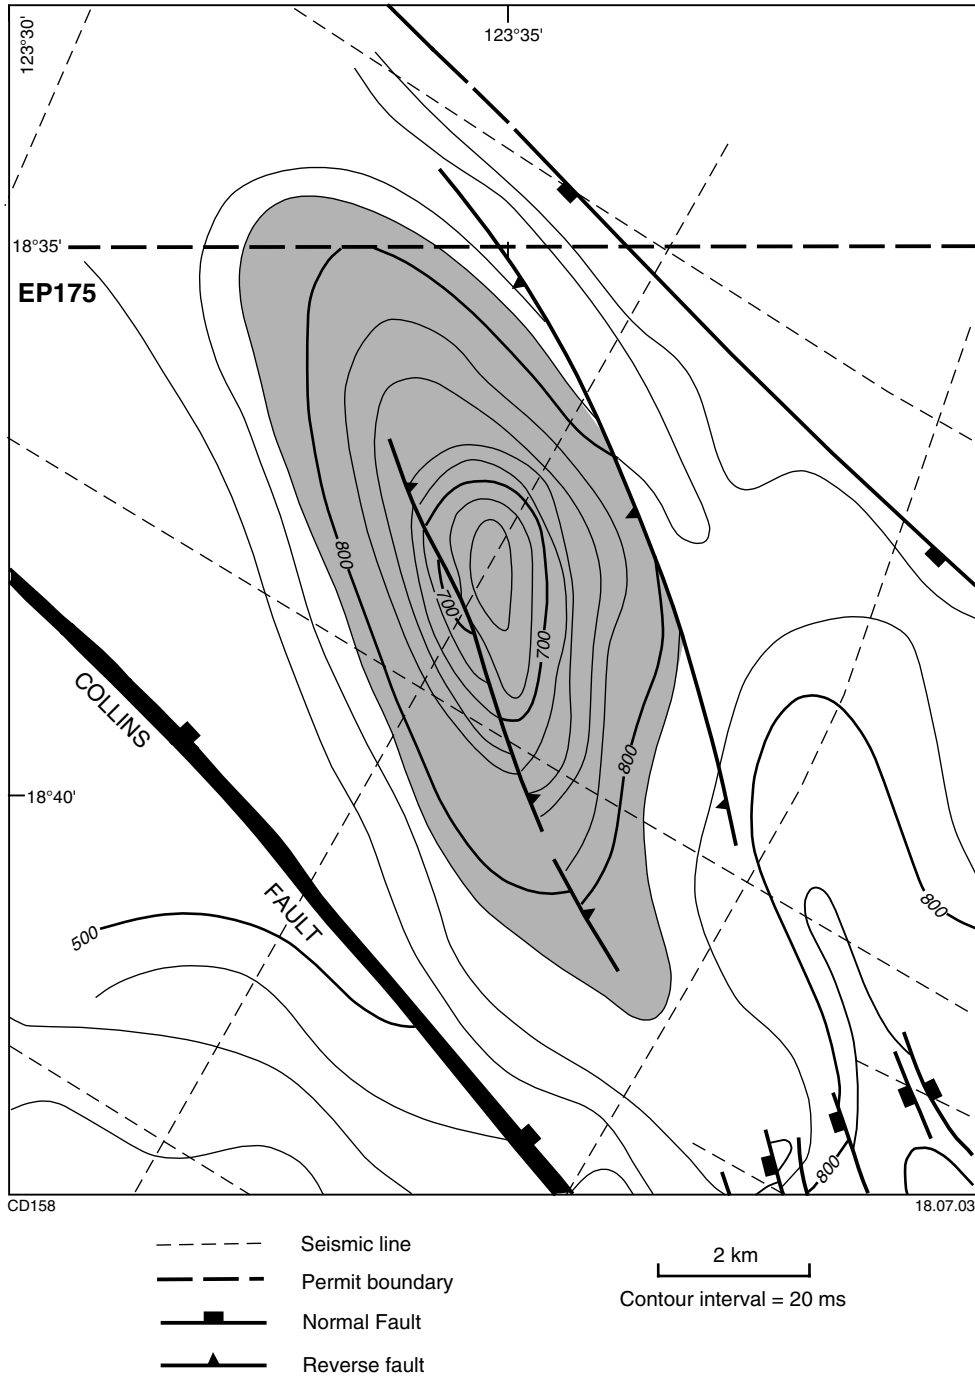 123°30'
123°35'
18°35'
EP175
800
700
700
800
COLLINS
FAULT
18°40'
500
800
800
CD158
18.07.03
Seismic line
Permit boundary
Normal Fault
Reverse fault
2 km
Contour interval = 20 ms